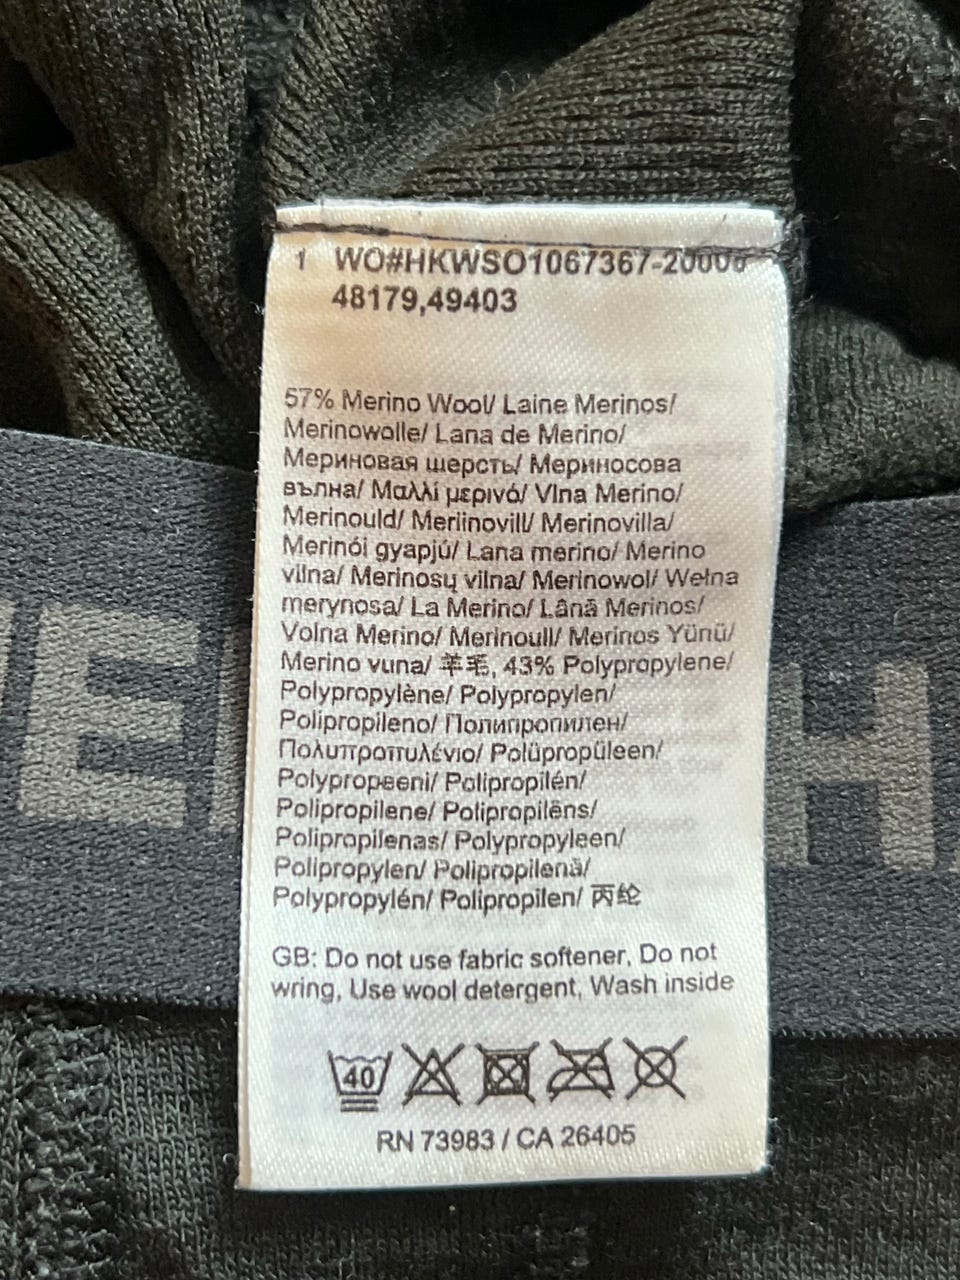 1 WO#HKWSO1067367-20000
48179,49403
57% Merino Wool/ Laine Merinos/
Merinowolle/ Lana de Merino/
Мериновая шерсть/ Мериносова
вълна/ Μαλλί μερινό/ Vlna Merino/
Merinould/ Meriinovill/ Merinovilla/
Merinói gyapjú/ Lana merino/ Merino
vilna/ Merinosų vilna/ Merinowol/ Wełna
merynosa/ La Merino/ Lână Merinos/
Volna Merino/ Merinoull/ Merinos Yünü/
Merino vuna/ 羊毛, 43% Polypropylene/
Polypropylène/ Polypropylen/
Polipropileno/ Полипропилен/
Πολυπροπυλένιο/ Polüpropüleen/
Polypropeeni/ Polipropilén/
Polipropilene/ Polipropilēns/
Polipropilenas/ Polypropyleen/
Polipropylen/ Polipropilenă/
Polypropylén/ Polipropilen/ 丙纶
GB: Do not use fabric softener, Do not
wring, Use wool detergent, Wash inside
40
RN 73983 / CA 26405
E
H